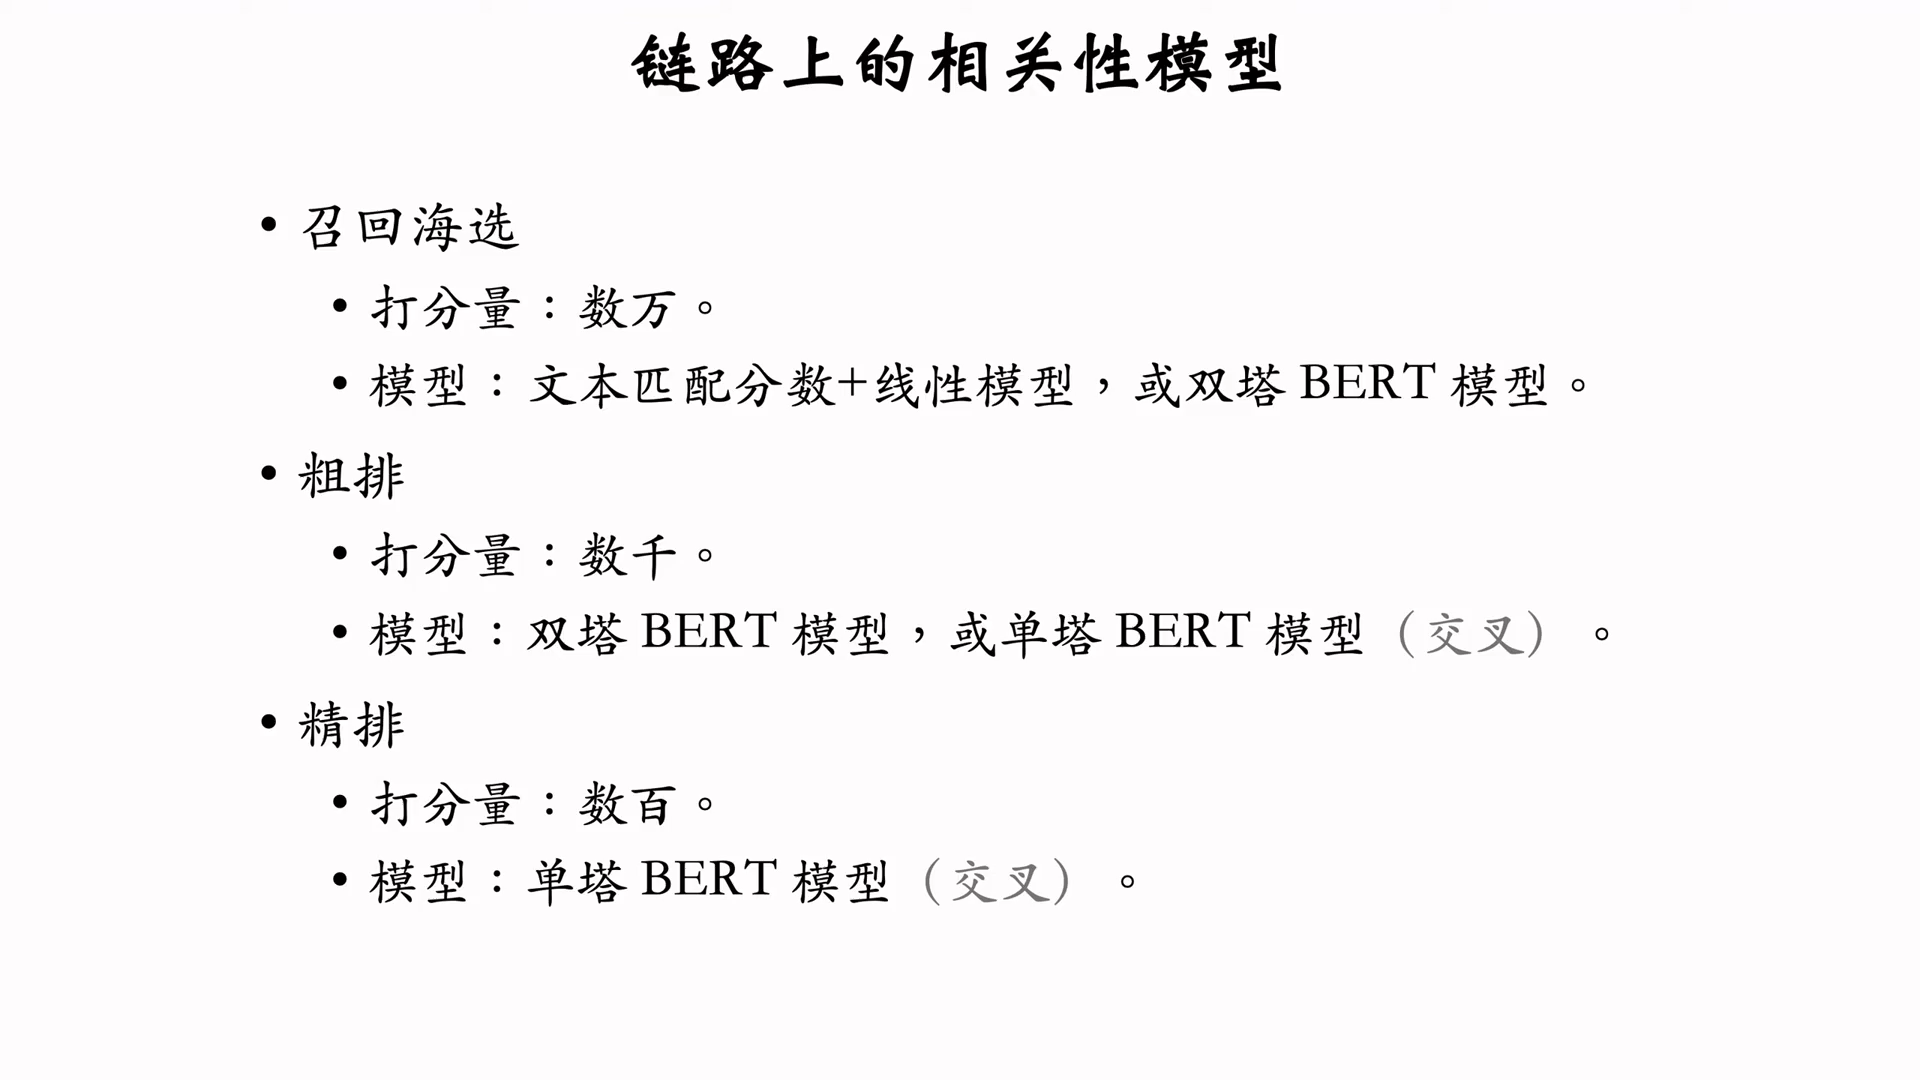 链路上的相关性模型
• 召回海选
• 打分量：数万。
• 模型：文本匹配分数+线性模型，或双塔 BERT 模型。
• 粗排
• 打分量：数千。
• 模型：双塔 BERT 模型，或单塔 BERT 模型（交叉）。
• 精排
• 打分量：数百。
• 模型：单塔 BERT 模型（交叉）。